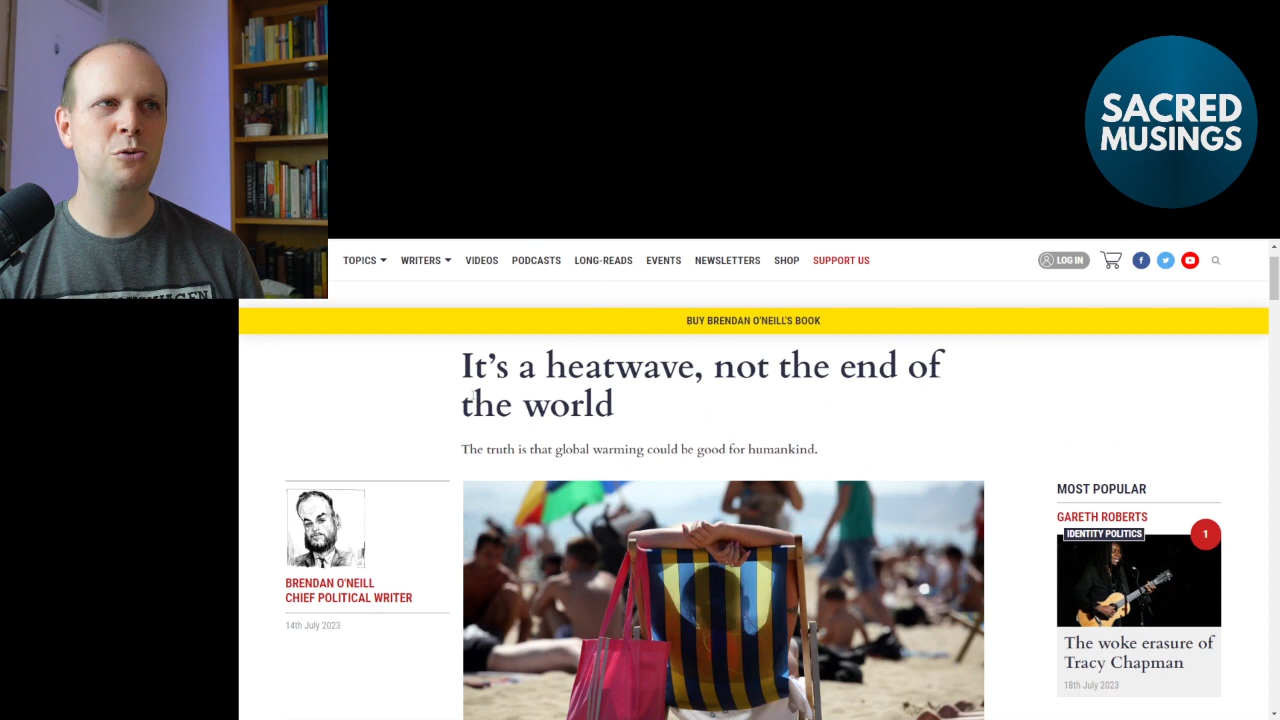 SACRED
MUSINGS
TOPICS WRITERS VIDEOS PODCASTS LONG-READS EVENTS NEWSLETTERS SHOP SUPPORT US LOG IN
BUY BRENDAN O'NEILL'S BOOK
It's a heatwave, not the end of
the world
The truth is that global warming could be good for humankind.
BRENDAN O'NEILL
CHIEF POLITICAL WRITER
14th July 2023
MOST POPULAR
GARETH ROBERTS
IDENTITY POLITICS
1
The woke erasure of
Tracy Chapman
18th July 2023